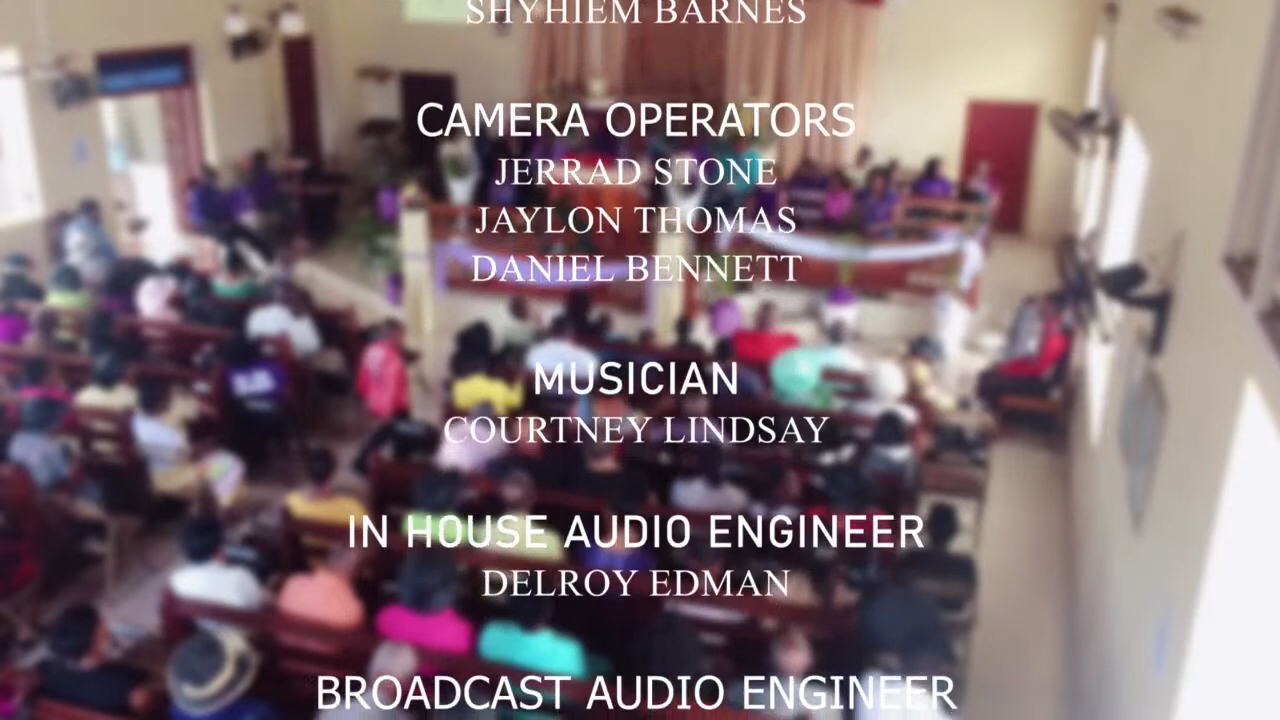 SHYHIEM BARNES
CAMERA OPERATORS
JERRAD STONE
JAYLON THOMAS
DANIEL BENNETT
MUSICIAN
COURTNEY LINDSAY
IN HOUSE AUDIO ENGINEER
DELROY EDMAN
BROADCAST AUDIO ENGINEER